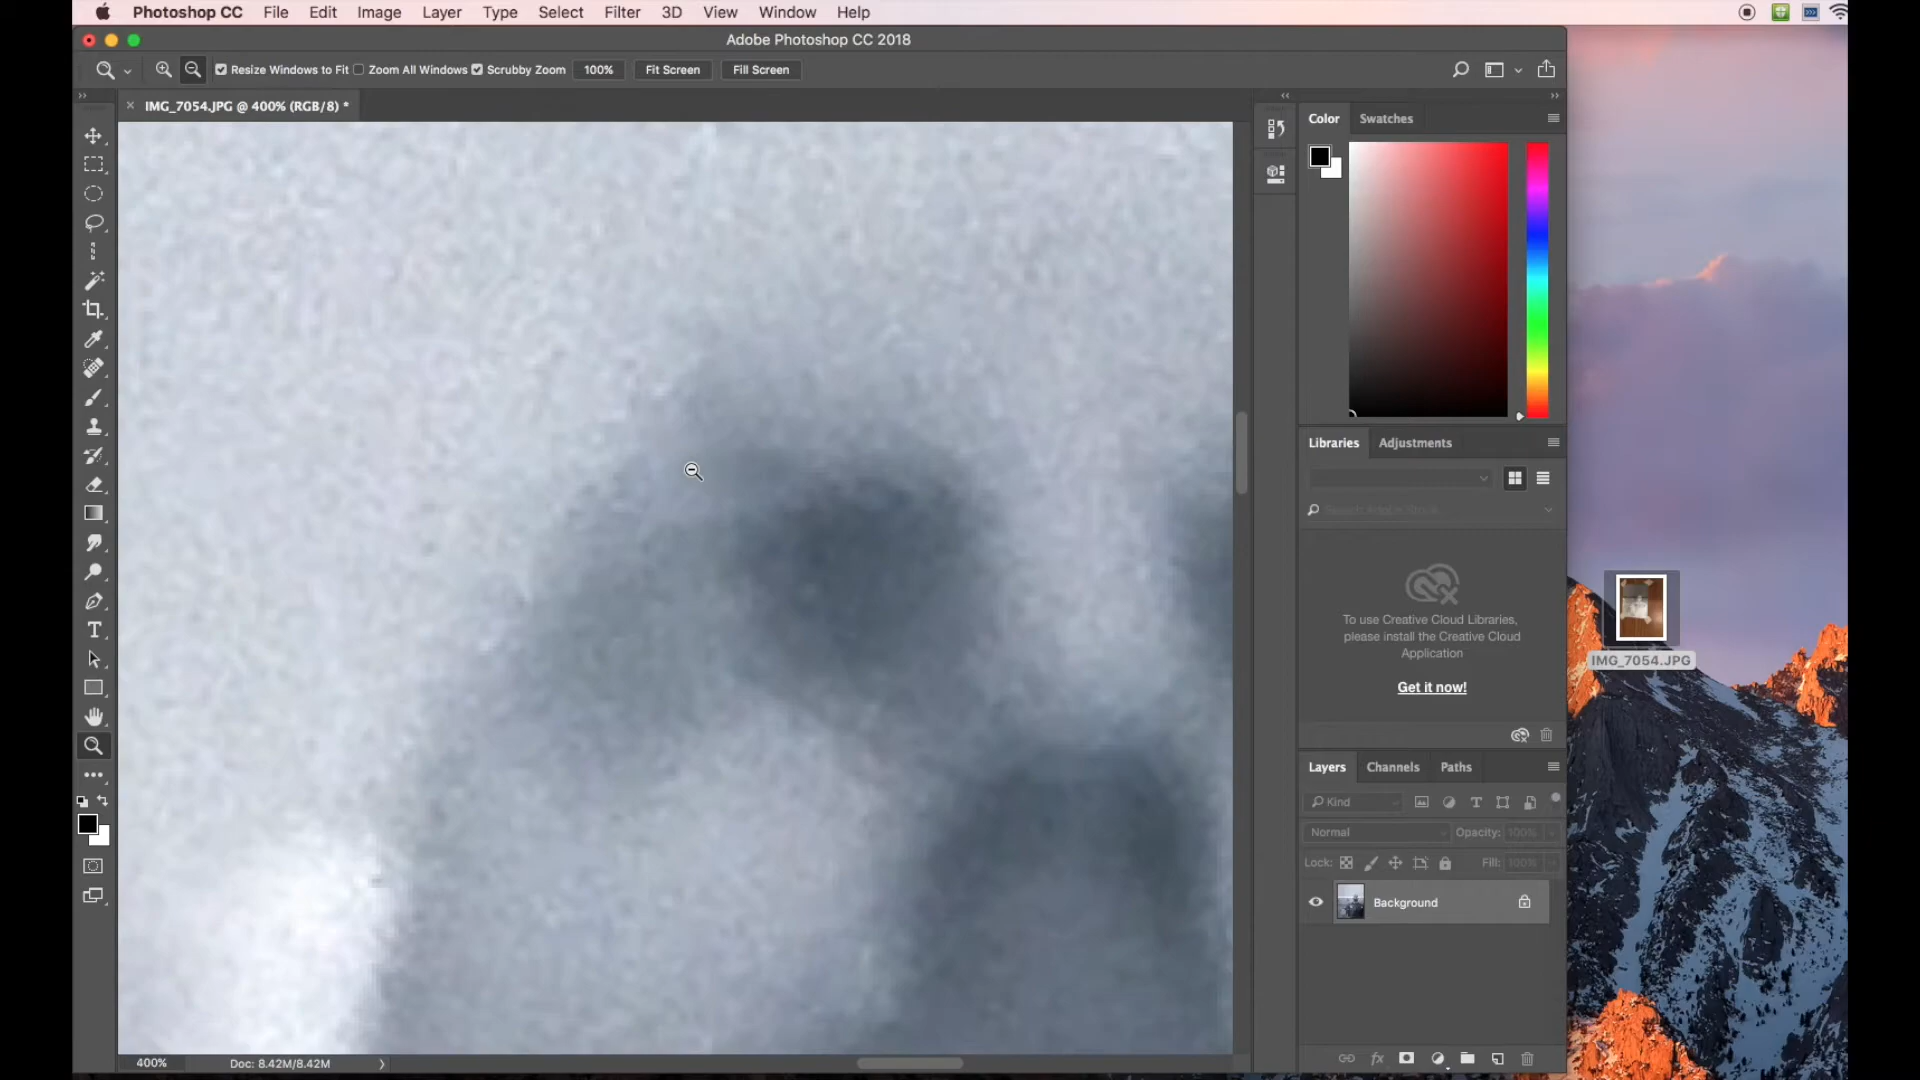 Photoshop CC File Edit Image Layer Type Select Filter 3D View Window Help
Adobe Photoshop CC 2018
Resize Windows to Fit Zoom All Windows Scrubby Zoom 100% Fit Screen Fill Screen
IMG_7054.JPG @ 400% (RGB/8) *
Color Swatches
Libraries Adjustments
To use Creative Cloud Libraries,
please install the Creative Cloud
Application
Get it now!
IMG_7054.JPG
Layers Channels Paths
Kind
Normal Opacity: 100%
Lock: Fill: 100%
Background
fx
400% Doc: 8.42M/8.42M